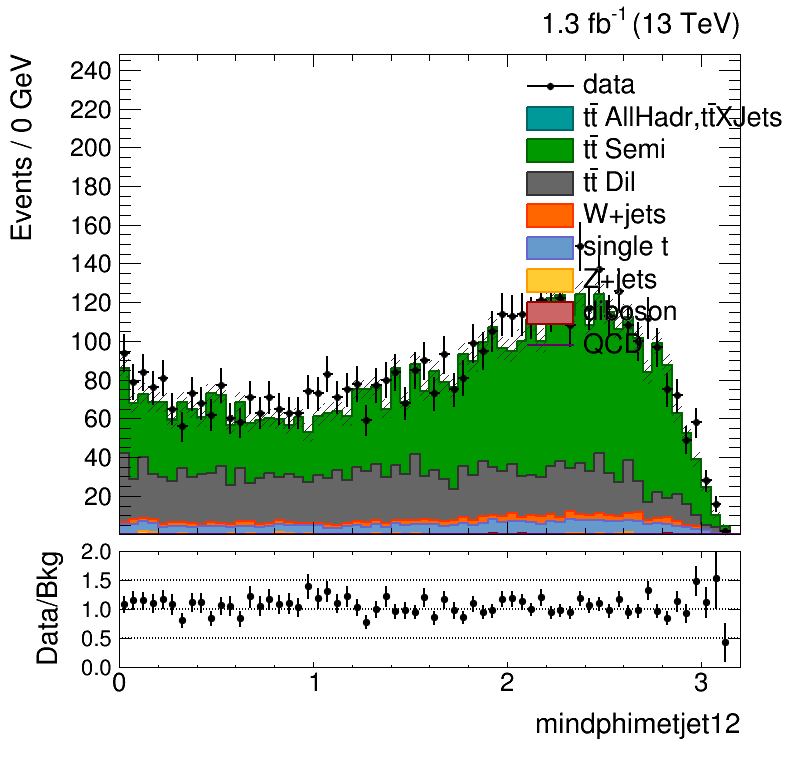 1.3 fb⁻¹ (13 TeV)
Events / 0 GeV
240
220
200
180
160
140
120
100
80
60
40
20
data
tt̄ AllHadr,tt̄XJets
tt̄ Semi
tt̄ Dil
W+jets
single t
Z+jets
diboson
QCD
Data/Bkg
2.0
1.5
1.0
0.5
0.0
0 1 2 3
mindphimetjet12